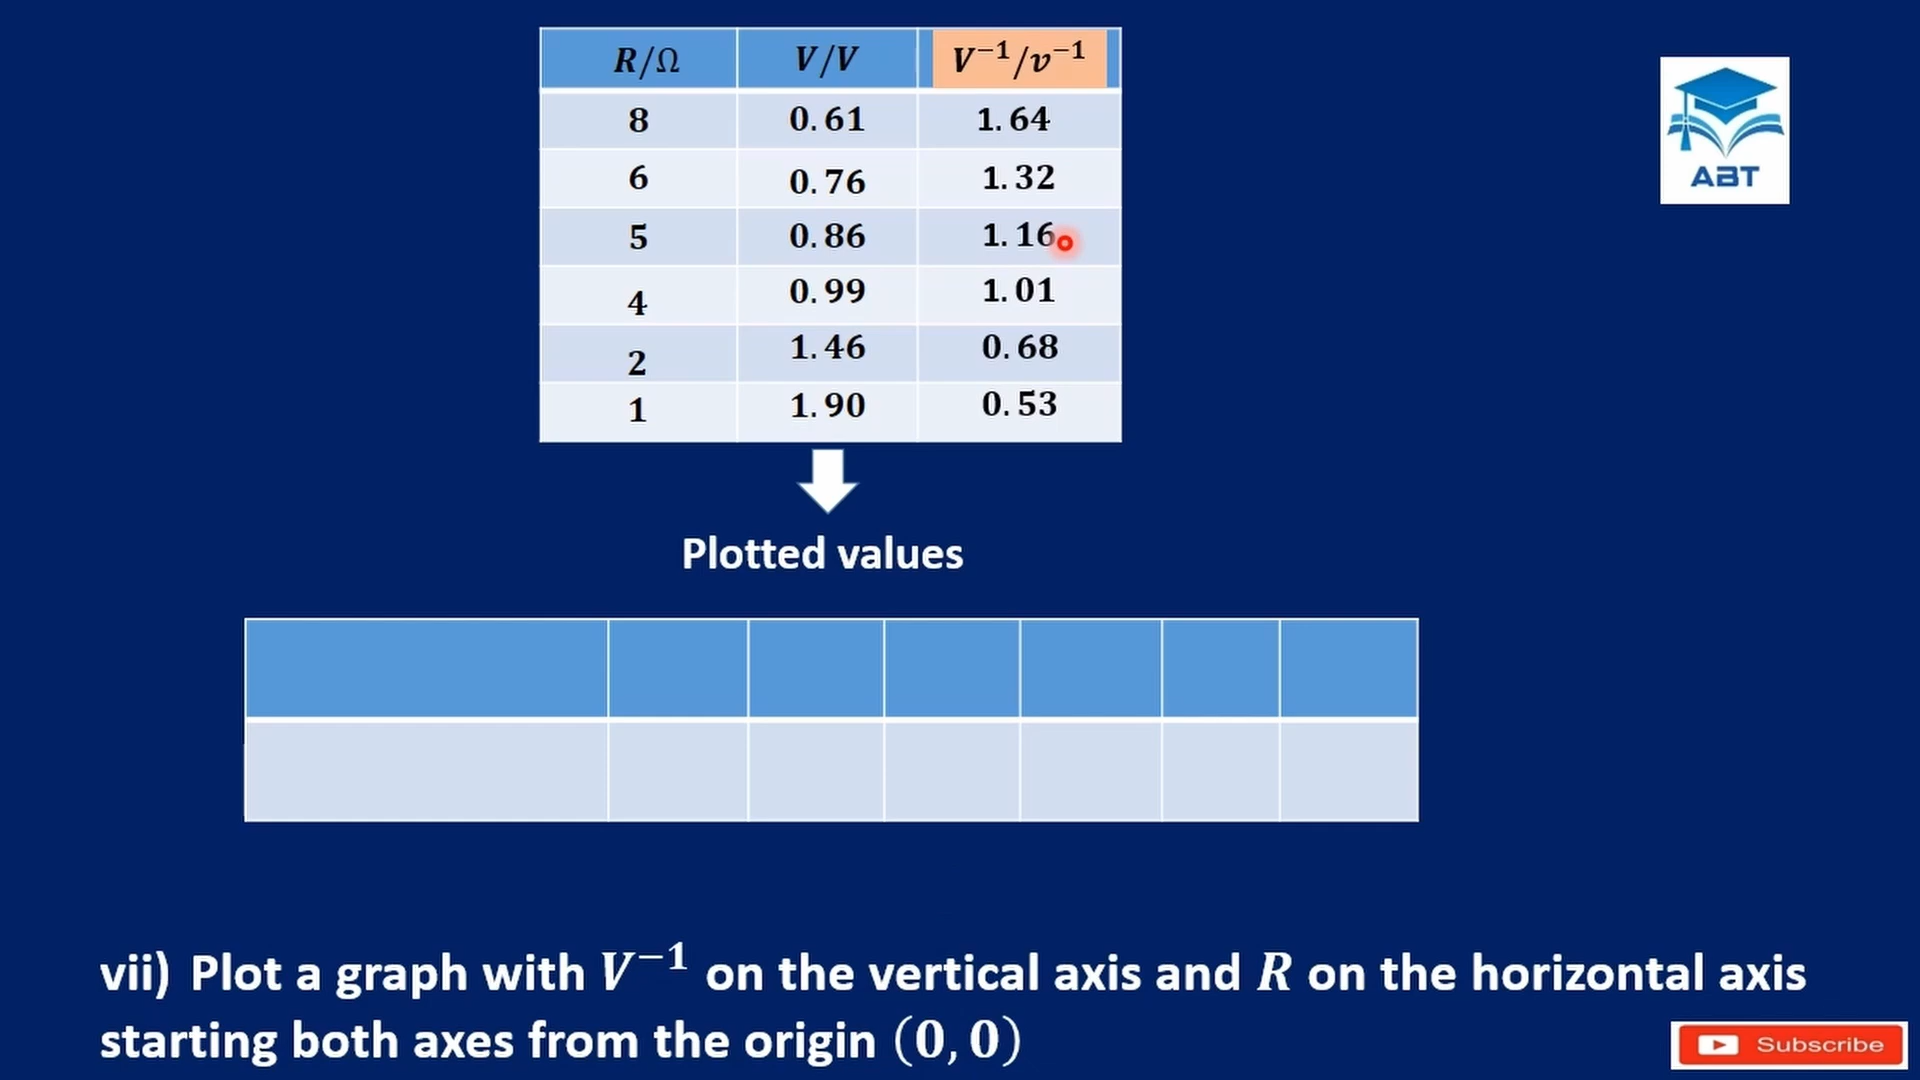 R/Ω V/V V⁻¹/v⁻¹
8 0.61 1.64
6 0.76 1.32
5 0.86 1.16
4 0.99 1.01
2 1.46 0.68
1 1.90 0.53
ABT
Plotted values
vii) Plot a graph with V⁻¹ on the vertical axis and R on the horizontal axis
starting both axes from the origin (0, 0)
Subscribe